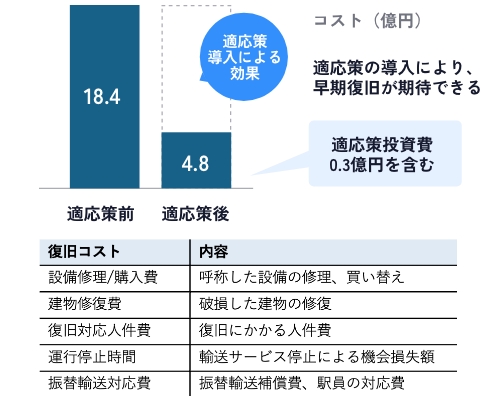 コスト（億円）
適応策
導入による
効果
適応策の導入により、
早期復旧が期待できる
18.4
4.8
適応策投資費
0.3億円を含む
適応策前 適応策後
復旧コスト 内容
設備修理/購入費 呼称した設備の修理、買い替え
建物修復費 破損した建物の修復
復旧対応人件費 復旧にかかる人件費
運行停止時間 輸送サービス停止による機会損失額
振替輸送対応費 振替輸送補償費、駅員の対応費